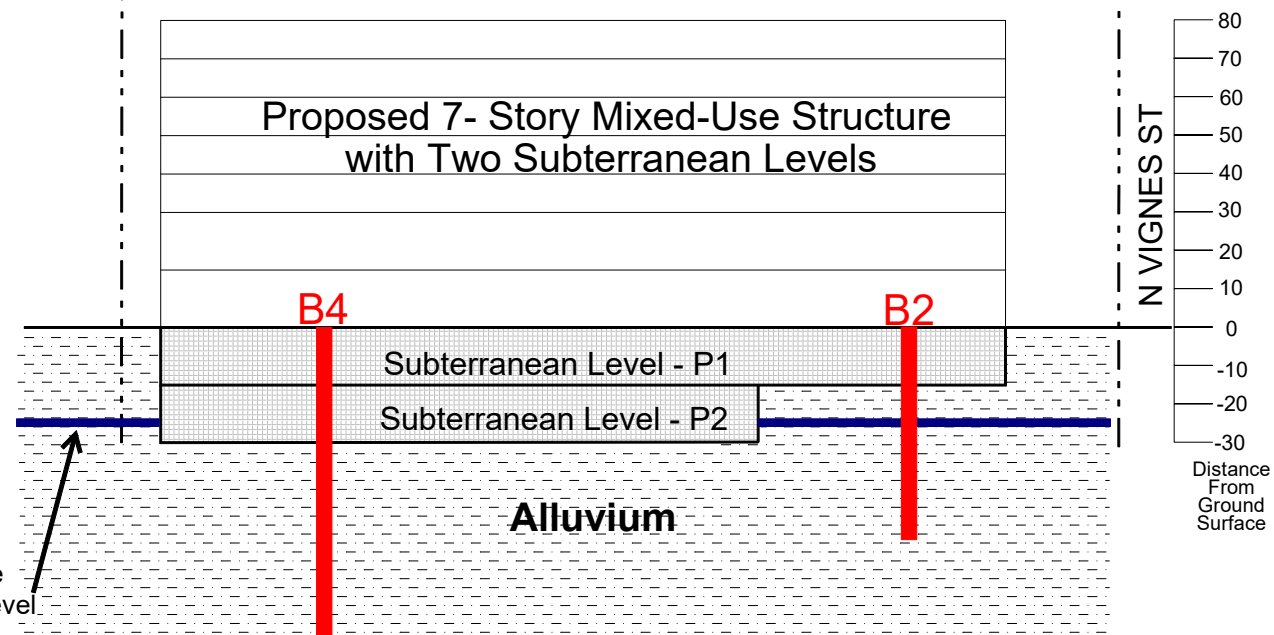 Proposed 7- Story Mixed-Use Structure
with Two Subterranean Levels
N VIGNES ST
80
70
60
50
40
30
20
10
0
-10
-20
-30
Distance
From
Ground
Surface
B4
B2
Subterranean Level - P1
Subterranean Level - P2
Alluvium